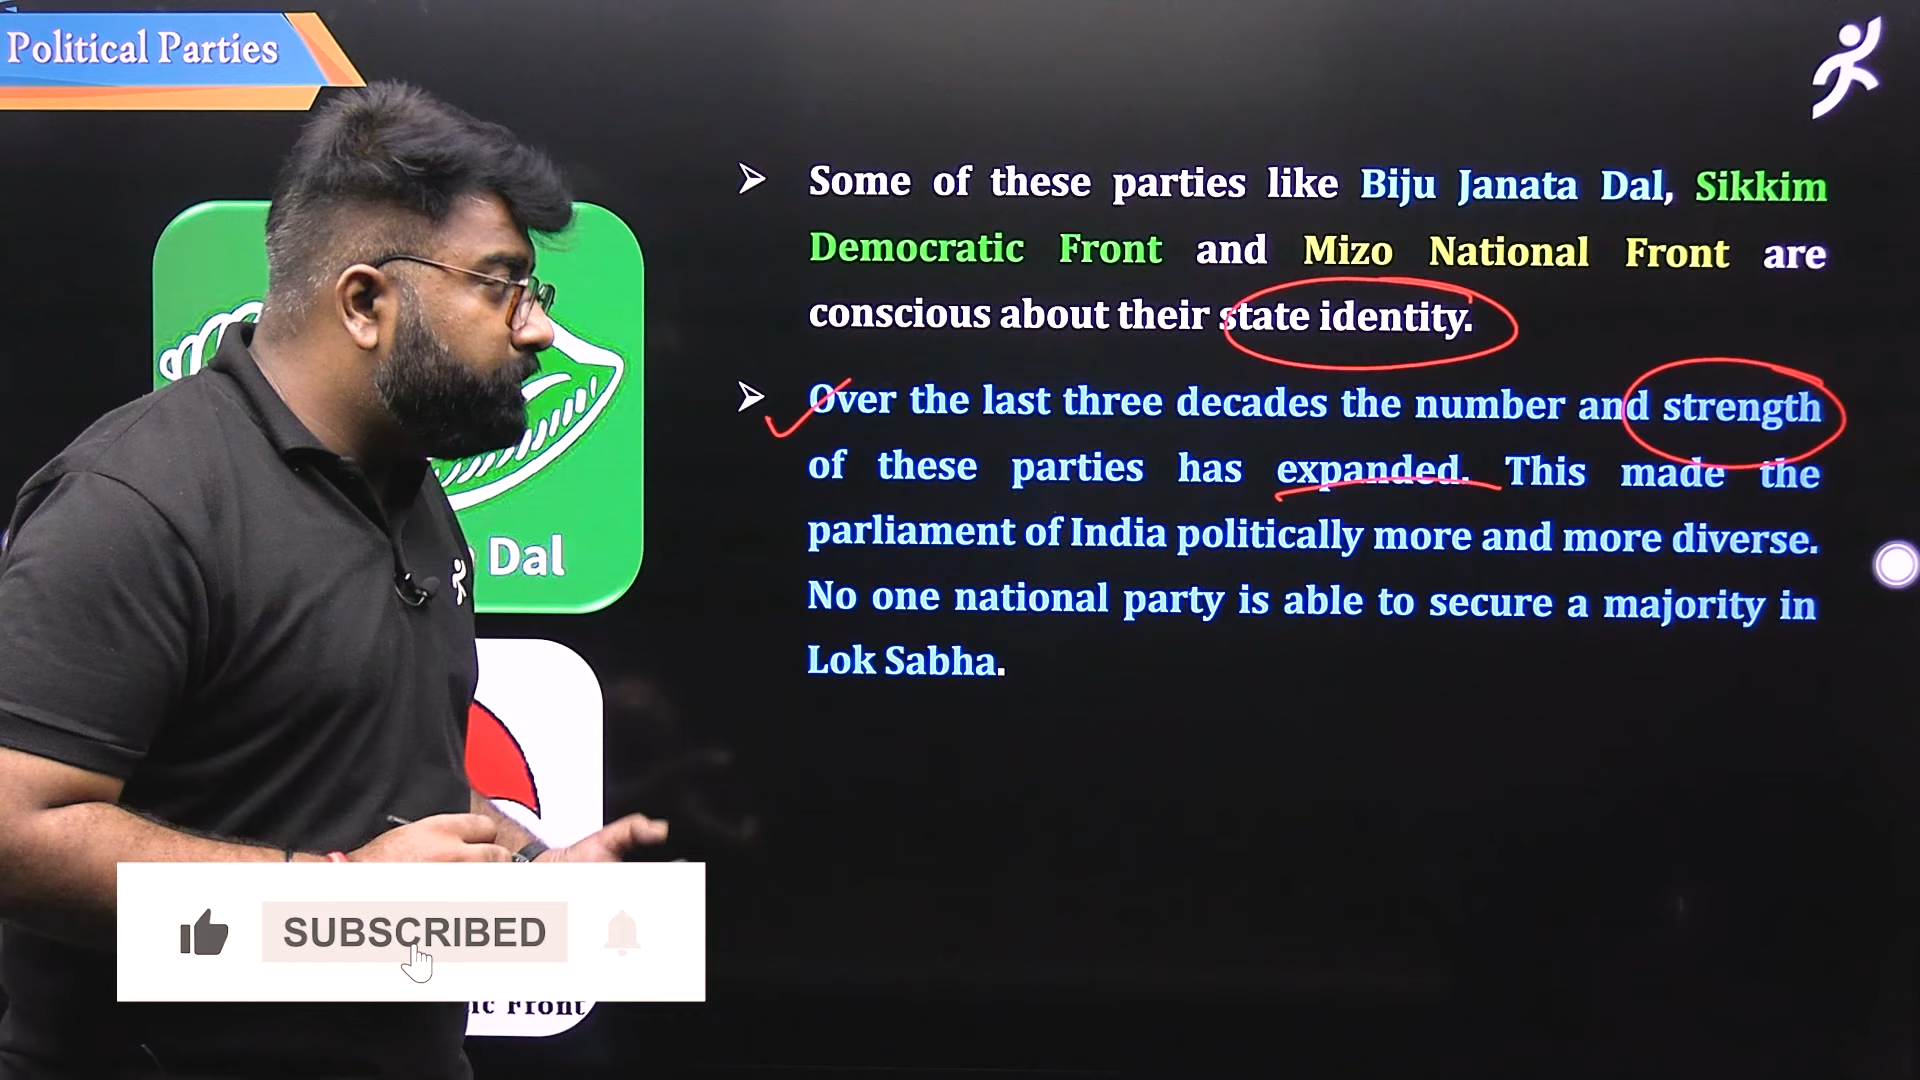 Political Parties
Some of these parties like Biju Janata Dal, Sikkim
Democratic Front and Mizo National Front are
conscious about their state identity.
Over the last three decades the number and strength
of these parties has expanded. This made the
parliament of India politically more and more diverse.
No one national party is able to secure a majority in
Lok Sabha.
Dal
SUBSCRIBED
ic Front